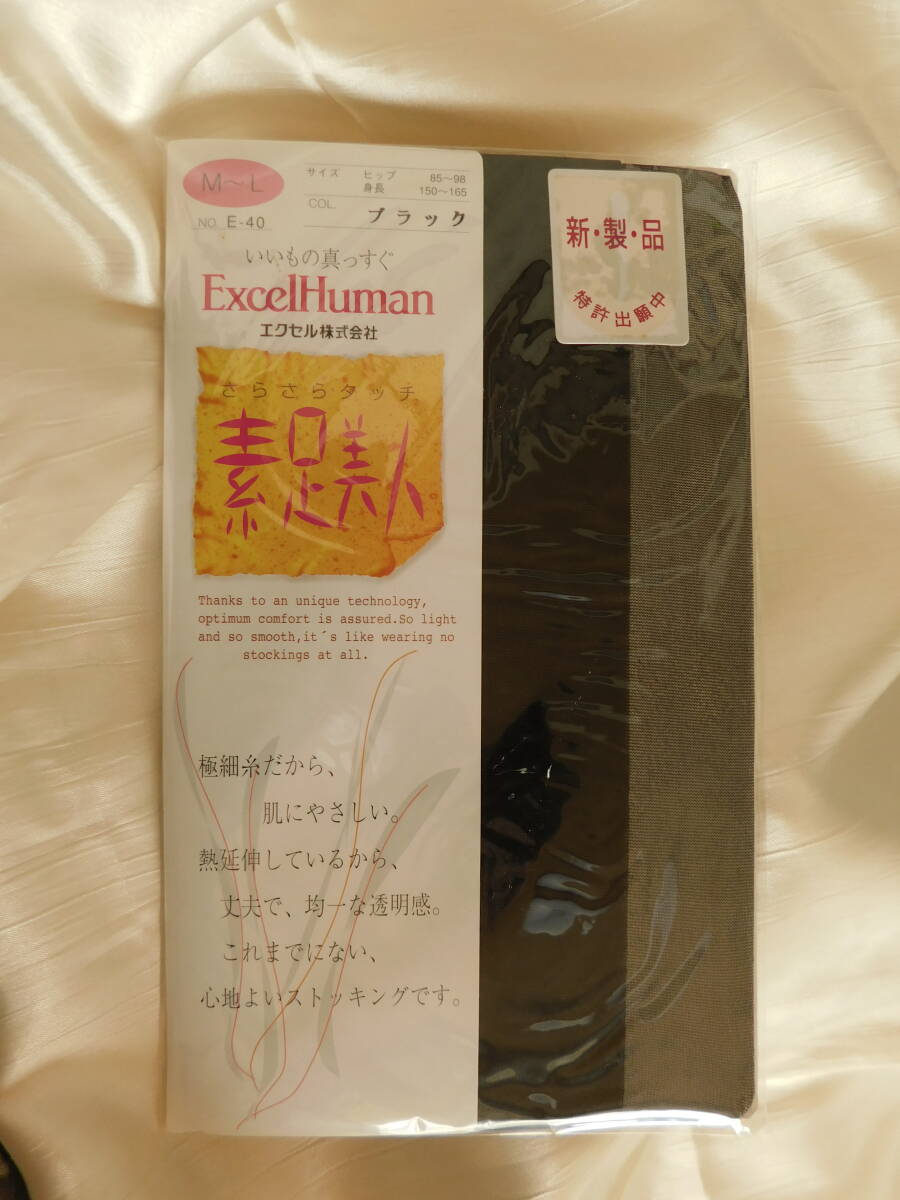 M〜L
サイズ ヒップ 85〜98
身長 150〜165
NO. E-40
COL. ブラック
いいもの真っすぐ
ExcelHuman
エクセル株式会社
さらさらタッチ
素足美人
Thanks to an unique technology,
optimum comfort is assured.So light
and so smooth,it´s like wearing no
stockings at all.
極細糸だから、
肌にやさしい。
熱延伸しているから、
丈夫で、均一な透明感。
これまでにない、
心地よいストッキングです。
新・製・品
特許出願中